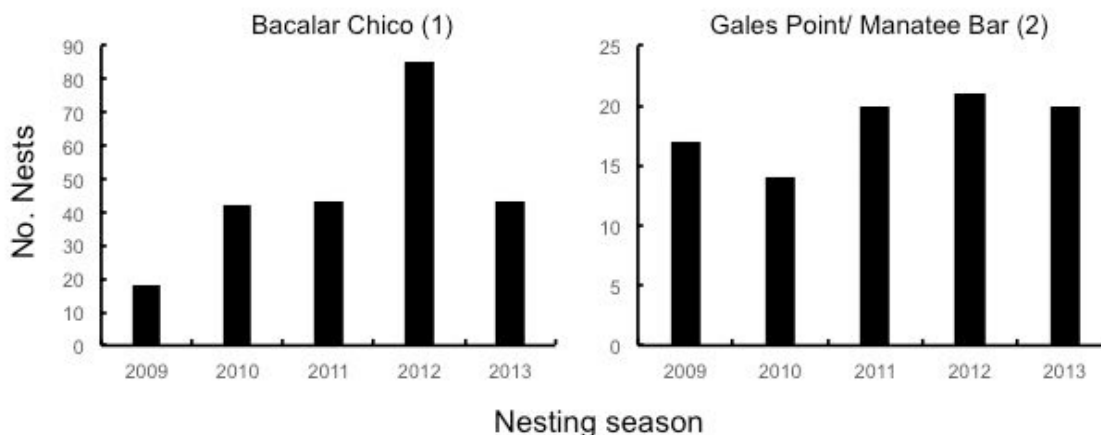 Bacalar Chico (1)
No. Nests
90
80
70
60
50
40
30
20
10
0
2009 2010 2011 2012 2013
Gales Point/ Manatee Bar (2)
25
20
15
10
5
0
2009 2010 2011 2012 2013
Nesting season